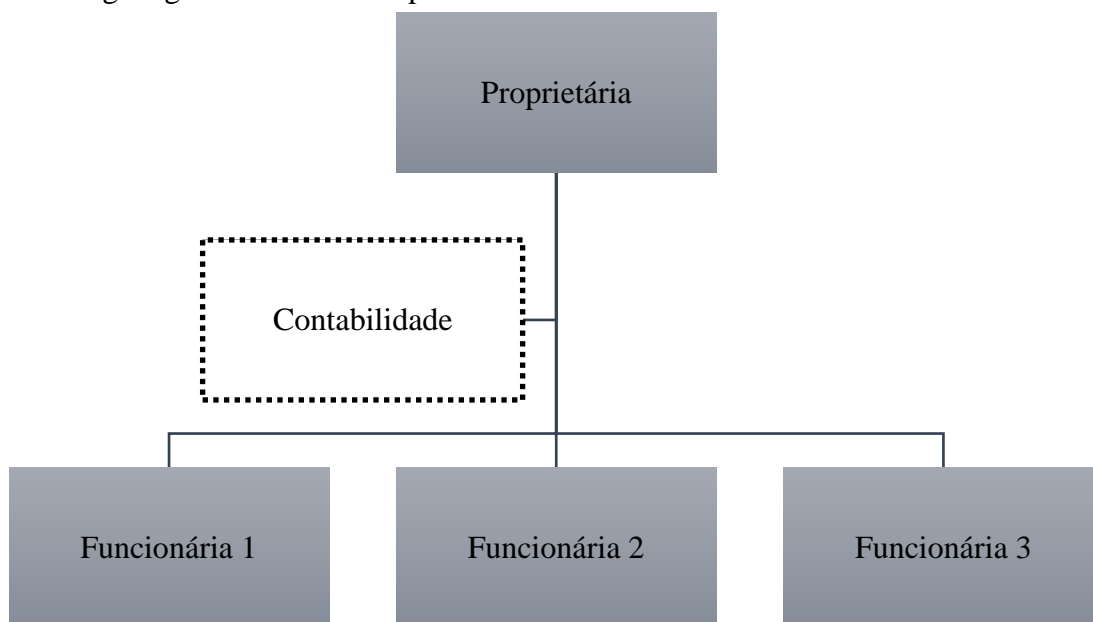 Proprietária
Contabilidade
Funcionária 1
Funcionária 2
Funcionária 3